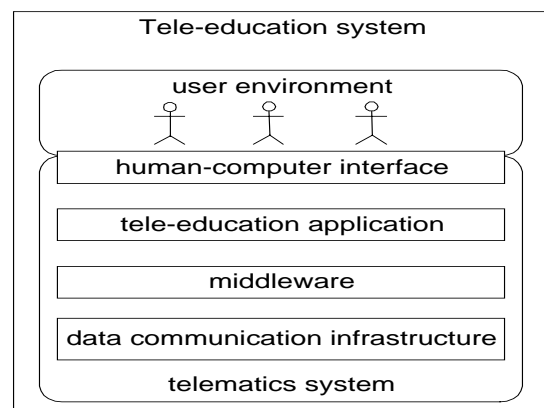 Tele-education system
user environment
human-computer interface
tele-education application
middleware
data communication infrastructure
telematics system